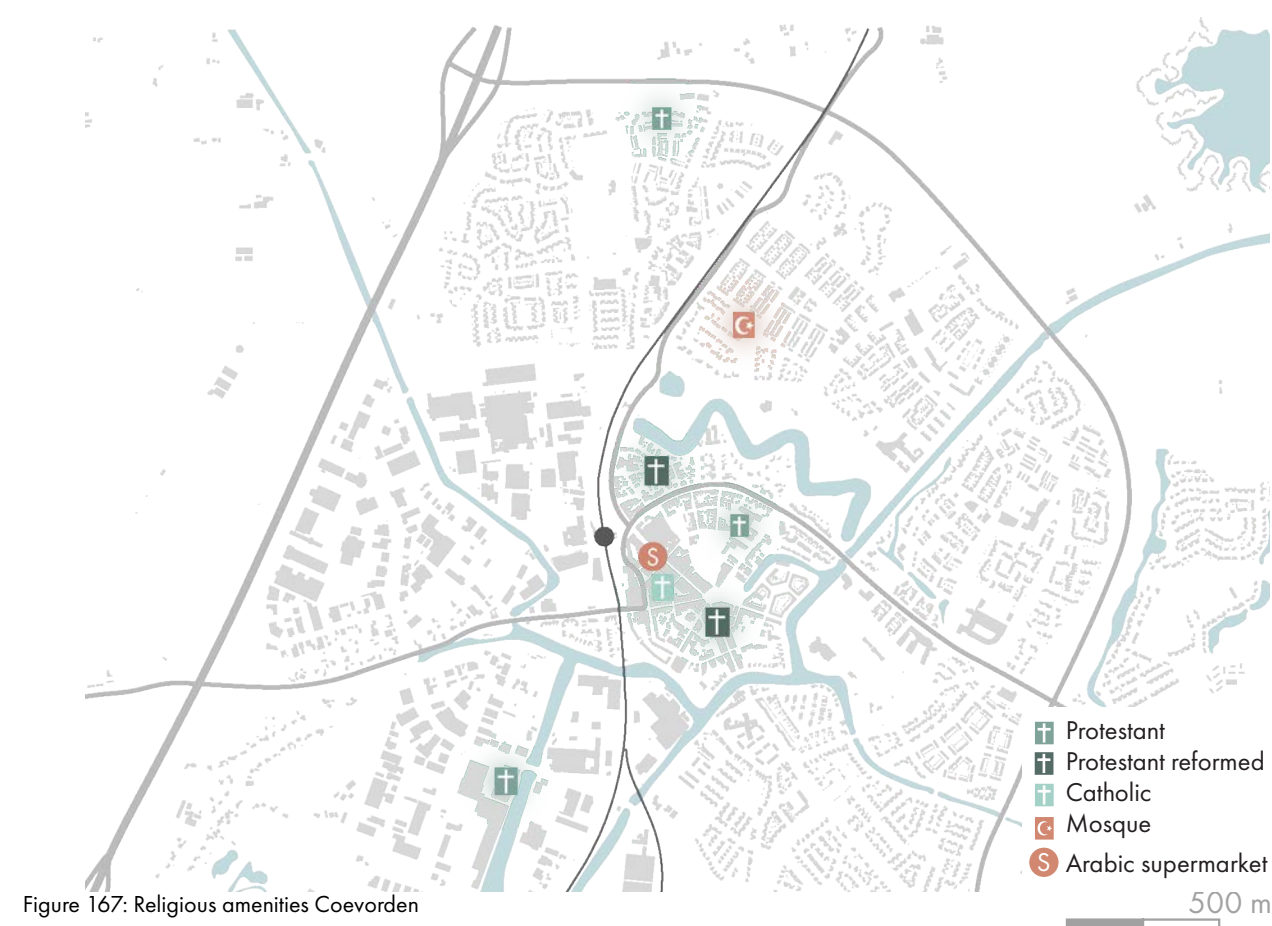 S
Protestant
Protestant reformed
Catholic
Mosque
S Arabic supermarket
Figure 167: Religious amenities Coevorden
500 m